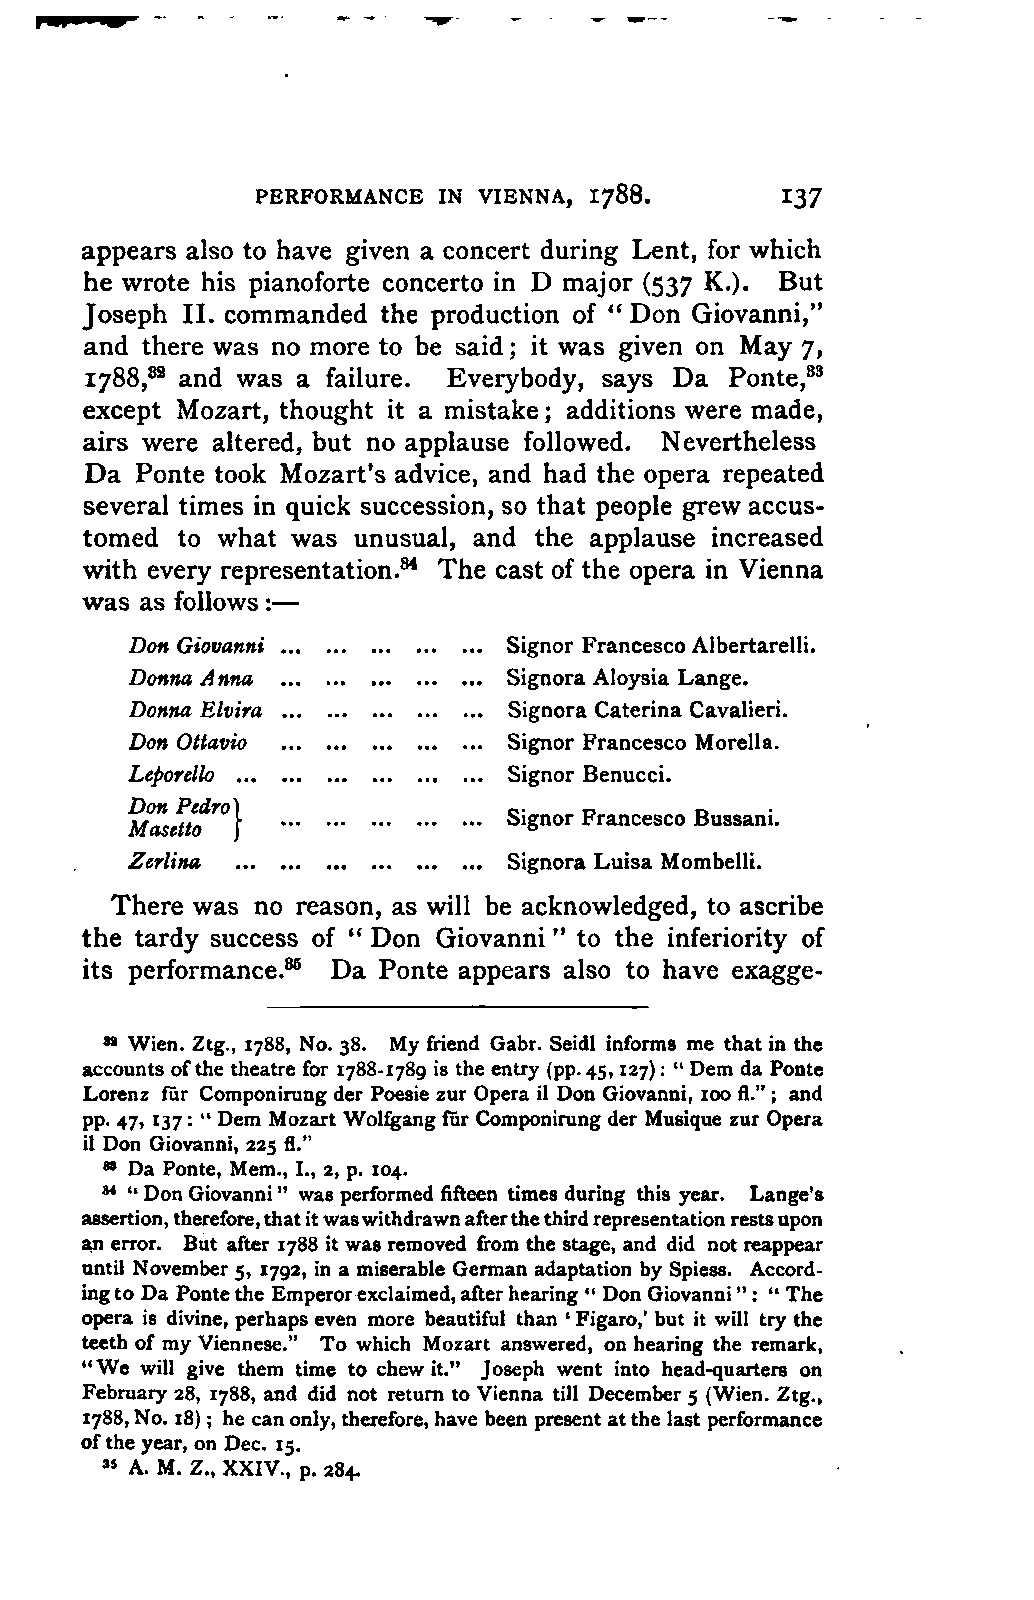 PERFORMANCE IN VIENNA, 1788. 137
appears also to have given a concert during Lent, for which
he wrote his pianoforte concerto in D major (537 K.). But
Joseph II. commanded the production of " Don Giovanni,"
and there was no more to be said; it was given on May 7,
1788,⁸² and was a failure. Everybody, says Da Ponte,⁸³
except Mozart, thought it a mistake; additions were made,
airs were altered, but no applause followed. Nevertheless
Da Ponte took Mozart's advice, and had the opera repeated
several times in quick succession, so that people grew accus-
tomed to what was unusual, and the applause increased
with every representation.⁸⁴ The cast of the opera in Vienna
was as follows :—
Don Giovanni ... ... ... ... ... Signor Francesco Albertarelli.
Donna Anna ... ... ... ... ... Signora Aloysia Lange.
Donna Elvira ... ... ... ... ... Signora Caterina Cavalieri.
Don Ottavio ... ... ... ... ... Signor Francesco Morella.
Leporello ... ... ... ... ... ... Signor Benucci.
Don Pedro
Masetto } ... ... ... ... ... Signor Francesco Bussani.
Zerlina ... ... ... ... ... ... Signora Luisa Mombelli.
There was no reason, as will be acknowledged, to ascribe
the tardy success of " Don Giovanni " to the inferiority of
its performance.⁸⁵ Da Ponte appears also to have exagge-
⁸² Wien. Ztg., 1788, No. 38. My friend Gabr. Seidl informs me that in the
accounts of the theatre for 1788-1789 is the entry (pp. 45, 127) : " Dem da Ponte
Lorenz für Componirung der Poesie zur Opera il Don Giovanni, 100 fl." ; and
pp. 47, 137 : " Dem Mozart Wolfgang für Componirung der Musique zur Opera
il Don Giovanni, 225 fl."
⁸³ Da Ponte, Mem., I., 2, p. 104.
⁸⁴ " Don Giovanni " was performed fifteen times during this year. Lange's
assertion, therefore, that it was withdrawn after the third representation rests upon
an error. But after 1788 it was removed from the stage, and did not reappear
until November 5, 1792, in a miserable German adaptation by Spiess. Accord-
ing to Da Ponte the Emperor exclaimed, after hearing " Don Giovanni " : " The
opera is divine, perhaps even more beautiful than ' Figaro,' but it will try the
teeth of my Viennese." To which Mozart answered, on hearing the remark,
"We will give them time to chew it." Joseph went into head-quarters on
February 28, 1788, and did not return to Vienna till December 5 (Wien. Ztg.,
1788, No. 18) ; he can only, therefore, have been present at the last performance
of the year, on Dec. 15.
⁸⁵ A. M. Z., XXIV., p. 284.